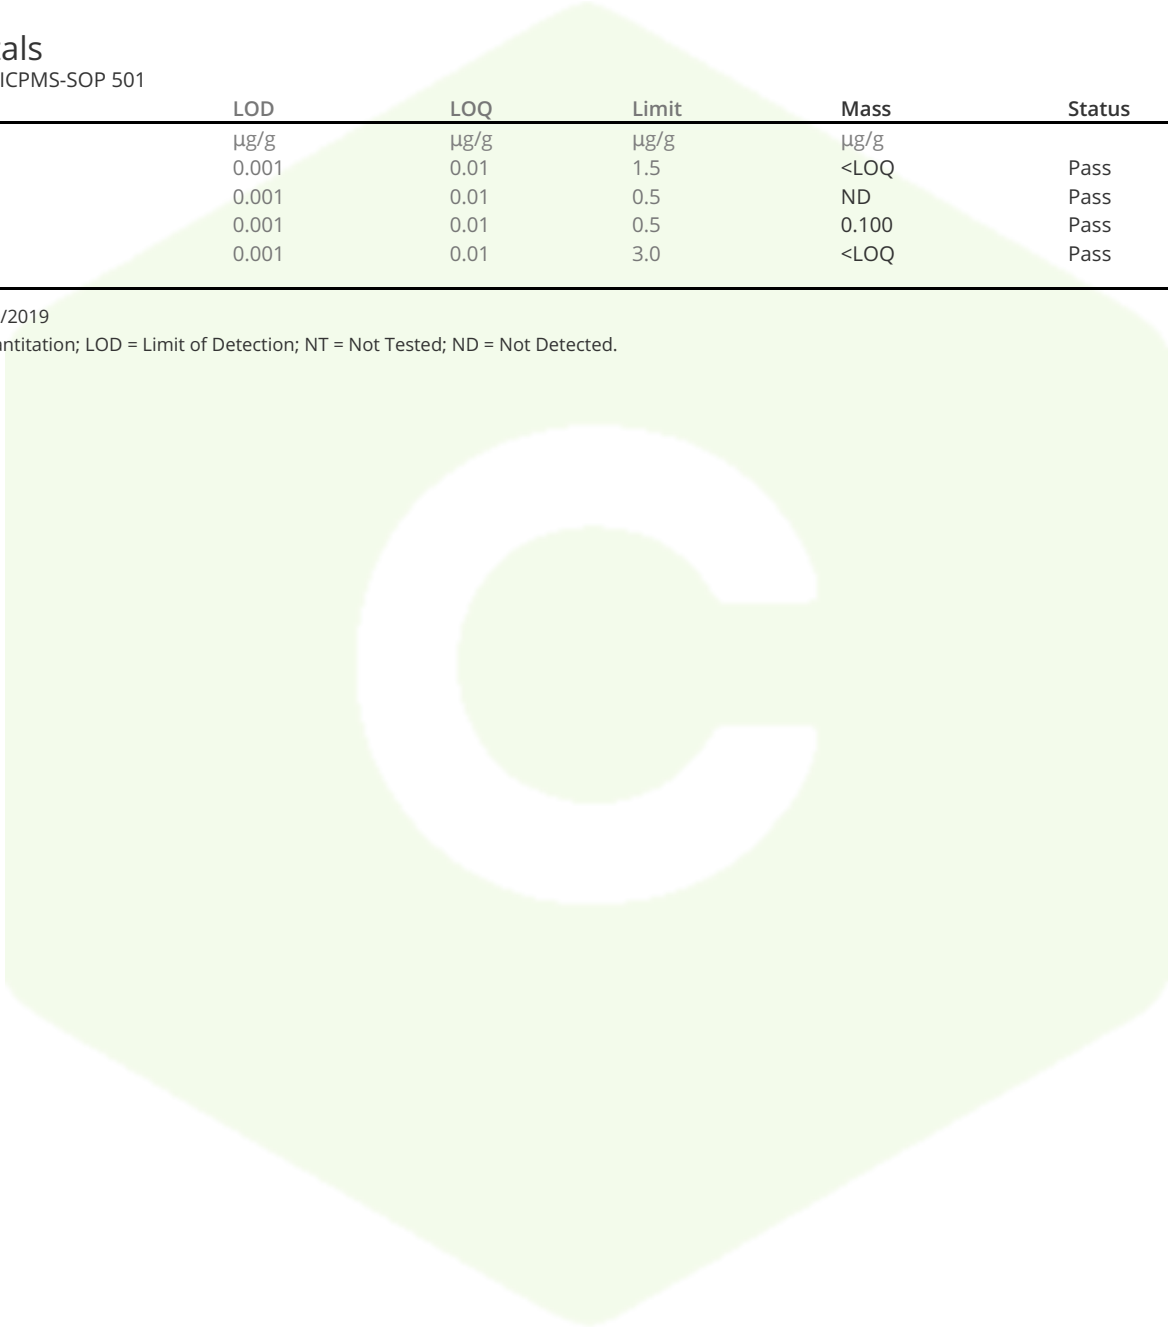 tals
ICPMS-SOP 501
LOD LOQ Limit Mass Status
µg/g µg/g µg/g µg/g
0.001 0.01 1.5 <LOQ Pass
0.001 0.01 0.5 ND Pass
0.001 0.01 0.5 0.100 Pass
0.001 0.01 3.0 <LOQ Pass
/2019
antitation; LOD = Limit of Detection; NT = Not Tested; ND = Not Detected.
C